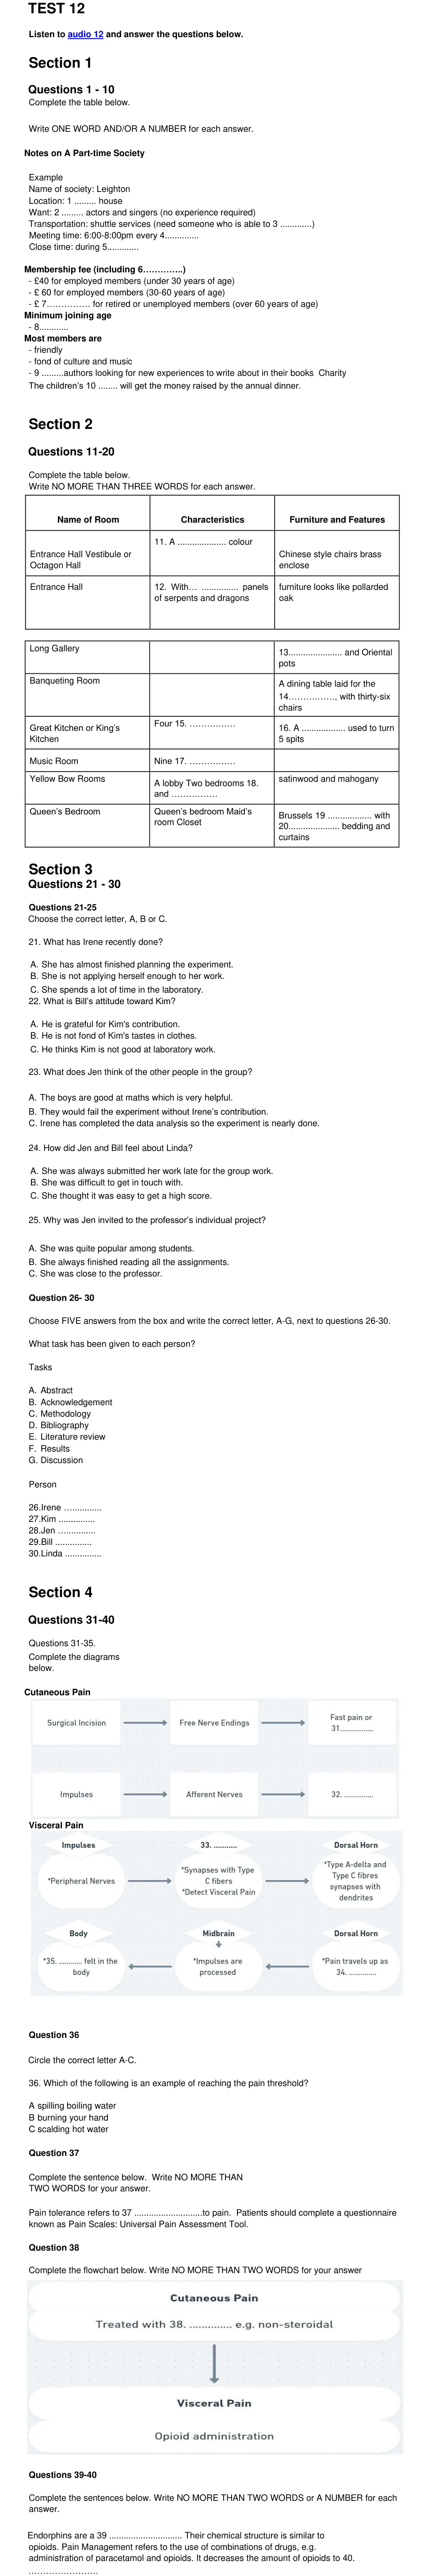 TEST 12
Listen to audio 12 and answer the questions below.
Section 1
Questions 1 - 10
Complete the table below.
Write ONE WORD AND/OR A NUMBER for each answer.
Notes on A Part-time Society
Example
Name of society: Leighton
Location: 1 ......... house
Want: 2 ......... actors and singers (no experience required)
Transportation: shuttle services (need someone who is able to 3 .............)
Meeting time: 6:00-8:00pm every 4..............
Close time: during 5.............
Membership fee (including 6…………..)
- £40 for employed members (under 30 years of age)
- £ 60 for employed members (30-60 years of age)
- £ 7…………… for retired or unemployed members (over 60 years of age)
Minimum joining age
- 8............
Most members are
- friendly
- fond of culture and music
- 9 .........authors looking for new experiences to write about in their books  Charity
The children's 10 ........ will get the money raised by the annual dinner.
Section 2
Questions 11-20
Complete the table below.
Write NO MORE THAN THREE WORDS for each answer.
Name of Room
Characteristics
Furniture and Features
Entrance Hall Vestibule or
Octagon Hall
11. A .................... colour
Chinese style chairs brass
enclose
Entrance Hall
12. With… ............... panels
of serpents and dragons
furniture looks like pollarded
oak
Long Gallery
13...................... and Oriental
pots
Banqueting Room
A dining table laid for the
14……………, with thirty-six
chairs
Great Kitchen or King's
Kitchen
Four 15. ……………
16. A .................. used to turn
5 spits
Music Room
Nine 17. ……………
Yellow Bow Rooms
A lobby Two bedrooms 18.
and ……………
satinwood and mahogany
Queen's Bedroom
Queen's bedroom Maid's
room Closet
Brussels 19 .................. with
20..................... bedding and
curtains
Section 3
Questions 21 - 30
Questions 21-25
Choose the correct letter, A, B or C.
21. What has Irene recently done?
A. She has almost finished planning the experiment.
B. She is not applying herself enough to her work.
C. She spends a lot of time in the laboratory.
22. What is Bill's attitude toward Kim?
A. He is grateful for Kim's contribution.
B. He is not fond of Kim's tastes in clothes.
C. He thinks Kim is not good at laboratory work.
23. What does Jen think of the other people in the group?
A. The boys are good at maths which is very helpful.
B. They would fail the experiment without Irene's contribution.
C. Irene has completed the data analysis so the experiment is nearly done.
24. How did Jen and Bill feel about Linda?
A. She was always submitted her work late for the group work.
B. She was difficult to get in touch with.
C. She thought it was easy to get a high score.
25. Why was Jen invited to the professor's individual project?
A. She was quite popular among students.
B. She always finished reading all the assignments.
C. She was close to the professor.
Question 26- 30
Choose FIVE answers from the box and write the correct letter, A-G, next to questions 26-30.
What task has been given to each person?
Tasks
A. Abstract
B. Acknowledgement
C. Methodology
D. Bibliography
E. Literature review
F. Results
G. Discussion
Person
26.Irene …............
27.Kim ...............
28.Jen …............
29.Bill ...............
30.Linda ...............
Section 4
Questions 31-40
Questions 31-35.
Complete the diagrams
below.
Cutaneous Pain
Surgical Incision
Free Nerve Endings
Fast pain or
31...............
Impulses
Afferent Nerves
32. .............
Visceral Pain
Impulses
33. ...........
Dorsal Horn
*Peripheral Nerves
*Synapses with Type
C fibers
*Detect Visceral Pain
*Type A-delta and
Type C fibres
synapses with
dendrites
Body
Midbrain
Dorsal Horn
*35. ............ felt in the
body
*Impulses are
processed
*Pain travels up as
34. .............
Question 36
Circle the correct letter A-C.
36. Which of the following is an example of reaching the pain threshold?
A spilling boiling water
B burning your hand
C scalding hot water
Question 37
Complete the sentence below.  Write NO MORE THAN
TWO WORDS for your answer.
Pain tolerance refers to 37 ............................to pain.  Patients should complete a questionnaire
known as Pain Scales: Universal Pain Assessment Tool.
Question 38
Complete the flowchart below. Write NO MORE THAN TWO WORDS for your answer
Cutaneous Pain
Treated with 38. .............. e.g. non-steroidal
Visceral Pain
Opioid administration
Questions 39-40
Complete the sentences below. Write NO MORE THAN TWO WORDS or A NUMBER for each
answer.
Endorphins are a 39 .............................. Their chemical structure is similar to
opioids. Pain Management refers to the use of combinations of drugs, e.g.
administration of paracetamol and opioids. It decreases the amount of opioids to 40.
……………………